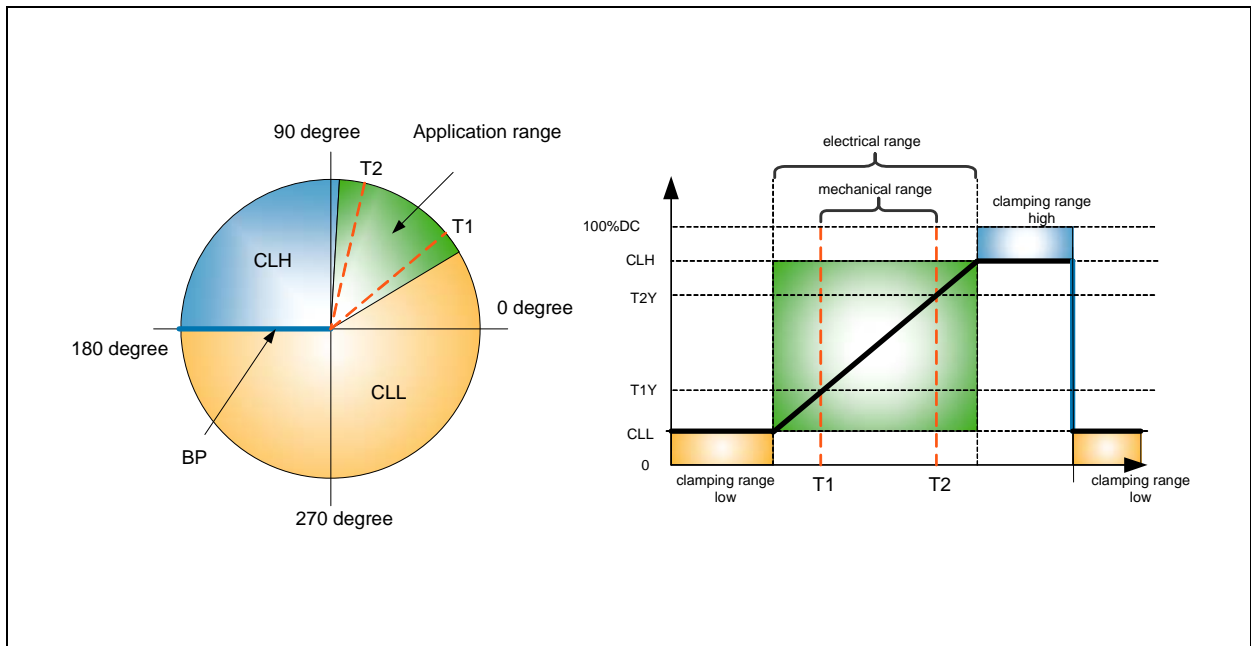 90 degree
Application range
T2
T1
CLH
0 degree
180 degree
CLL
BP
270 degree
electrical range
mechanical range
clamping range
high
100%DC
CLH
T2Y
T1Y
CLL
0
clamping range
low
T1
T2
clamping range
low